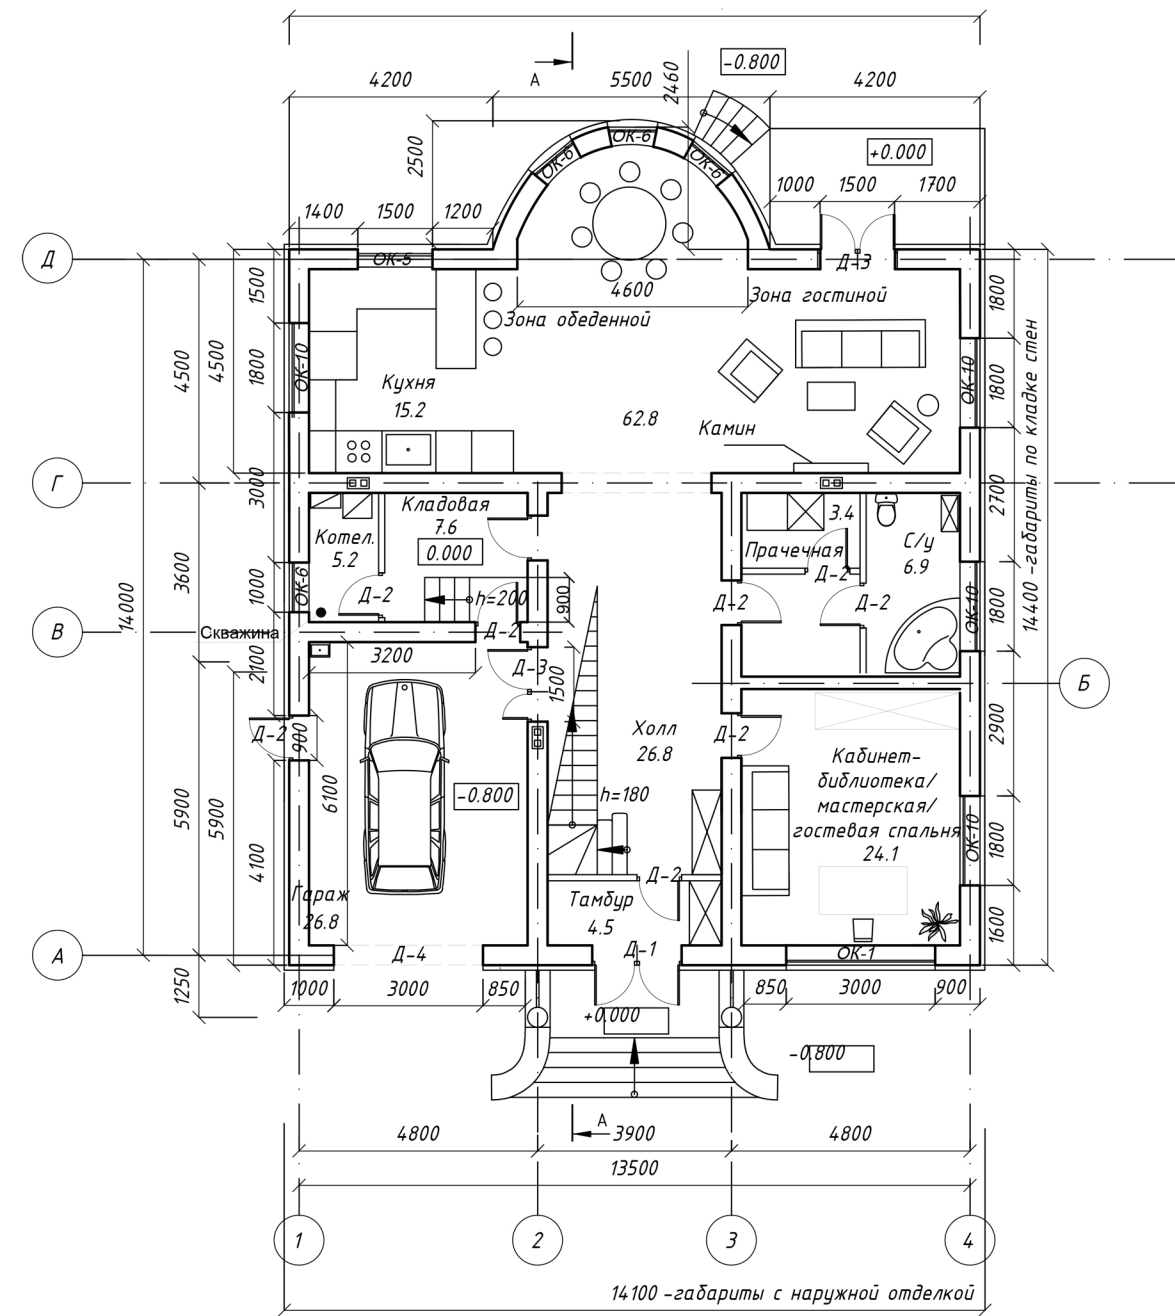 -0.800
А
4200
5500
2460
4200
+0.000
2500
ОК-6
ОК-6
ОК-6
1000
1500
1700
1400
1500
1200
Д
ОК-5
Д-3
4600
Зона гостиной
Зона обеденной
1500
4500
4500
1800
ОК-10
1800
ОК-10
1800
14400 -габариты по кладке стен
Кухня
15.2
62.8
Камин
Г
3000
2700
Кладовая
7.6
3.4
Котел.
5.2
0.000
Прачечная
С/у
6.9
14000
3600
1000
ОК-6
Д-2
h=200
900
Д-2
Д-2
Д-2
ОК-10
1800
В
Скважина
Д-2
2100
3200
Д-3
1500
Б
Д-2
900
Холл
26.8
Д-2
2900
Кабинет-
библиотека/
мастерская/
гостевая спальня
24.1
5900
5900
6100
-0.800
h=180
ОК-10
1800
4100
Гараж
26.8
Д-2
Тамбур
4.5
1600
А
Д-4
Д-1
ОК-1
1250
1000
3000
850
850
3000
900
+0.000
-0.800
А
4800
3900
4800
13500
1
2
3
4
14100 -габариты с наружной отделкой